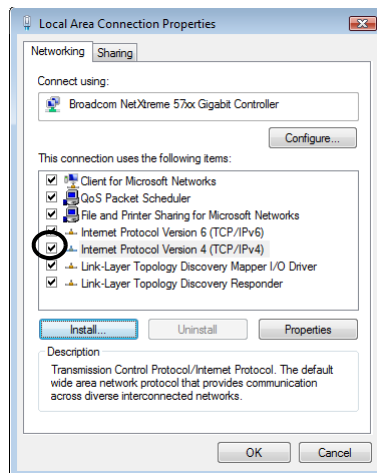 Local Area Connection Properties
Networking Sharing
Connect using:
Broadcom NetXtreme 57xx Gigabit Controller
Configure...
This connection uses the following items:
Client for Microsoft Networks
QoS Packet Scheduler
File and Printer Sharing for Microsoft Networks
Internet Protocol Version 6 (TCP/IPv6)
Internet Protocol Version 4 (TCP/IPv4)
Link-Layer Topology Discovery Mapper I/O Driver
Link-Layer Topology Discovery Responder
Install... Uninstall Properties
Description
Transmission Control Protocol/Internet Protocol. The default
wide area network protocol that provides communication
across diverse interconnected networks.
OK Cancel